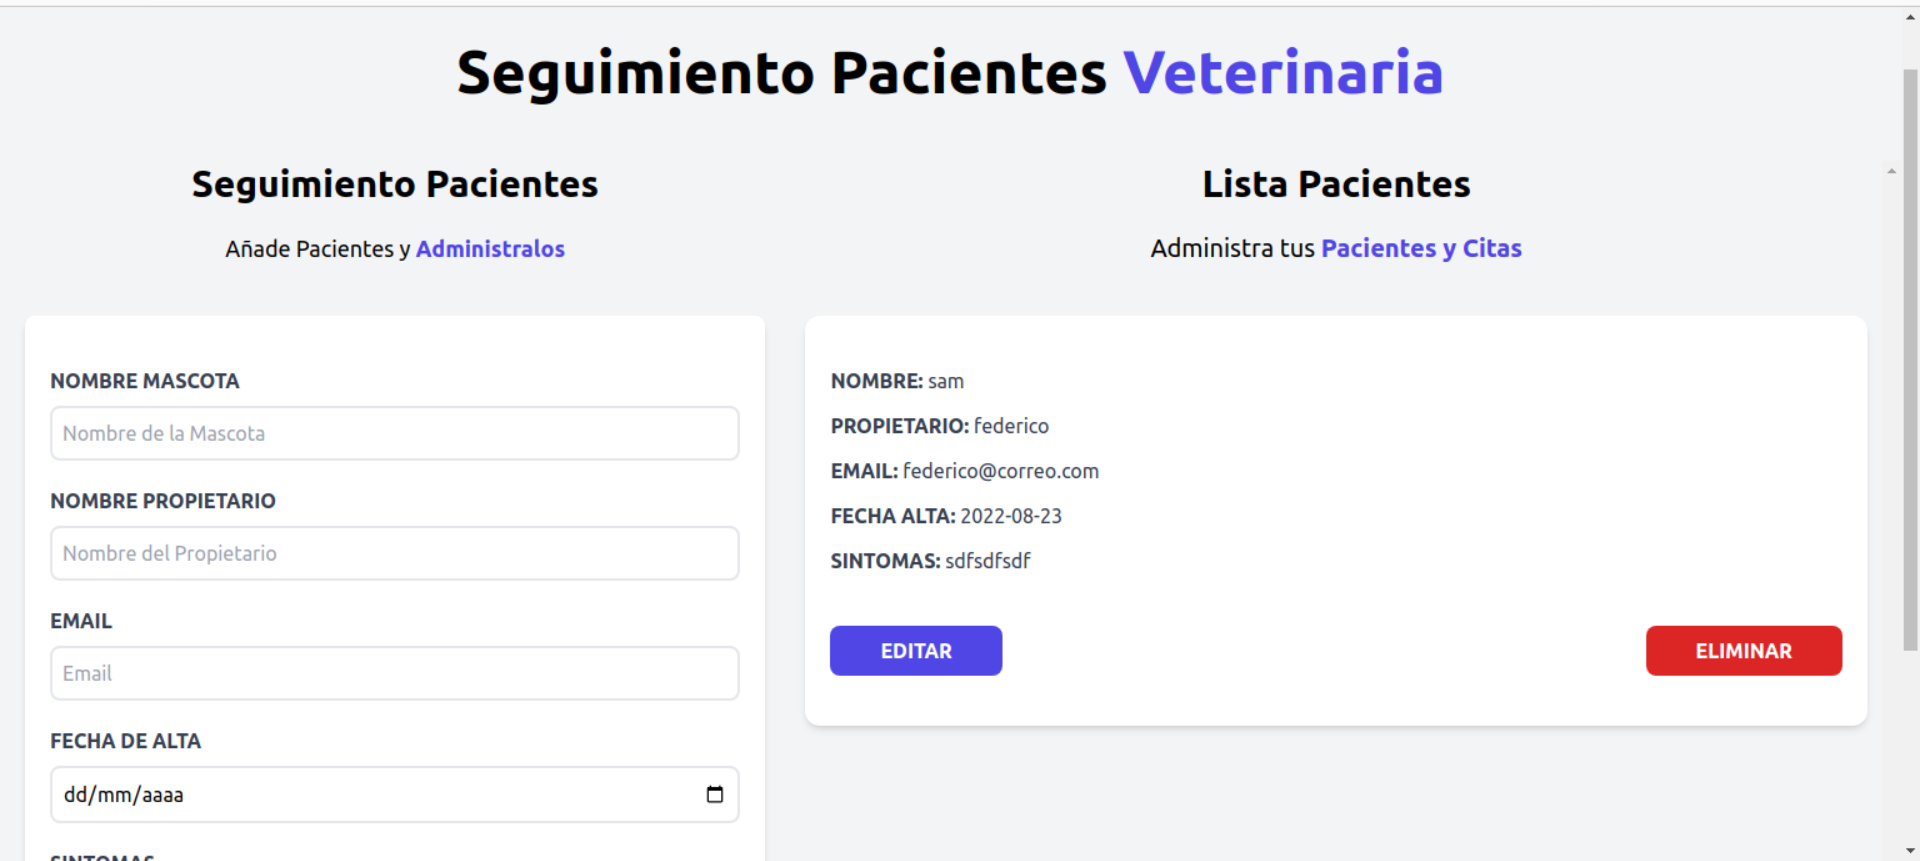 Seguimiento Pacientes Veterinaria
Seguimiento Pacientes
Añade Pacientes y Administralos
NOMBRE MASCOTA
Nombre de la Mascota
NOMBRE PROPIETARIO
Nombre del Propietario
EMAIL
Email
FECHA DE ALTA
dd/mm/aaaa
SINTOMAS
Lista Pacientes
Administra tus Pacientes y Citas
NOMBRE: sam
PROPIETARIO: federico
EMAIL: federico@correo.com
FECHA ALTA: 2022-08-23
SINTOMAS: sdfsdfsdf
EDITAR
ELIMINAR